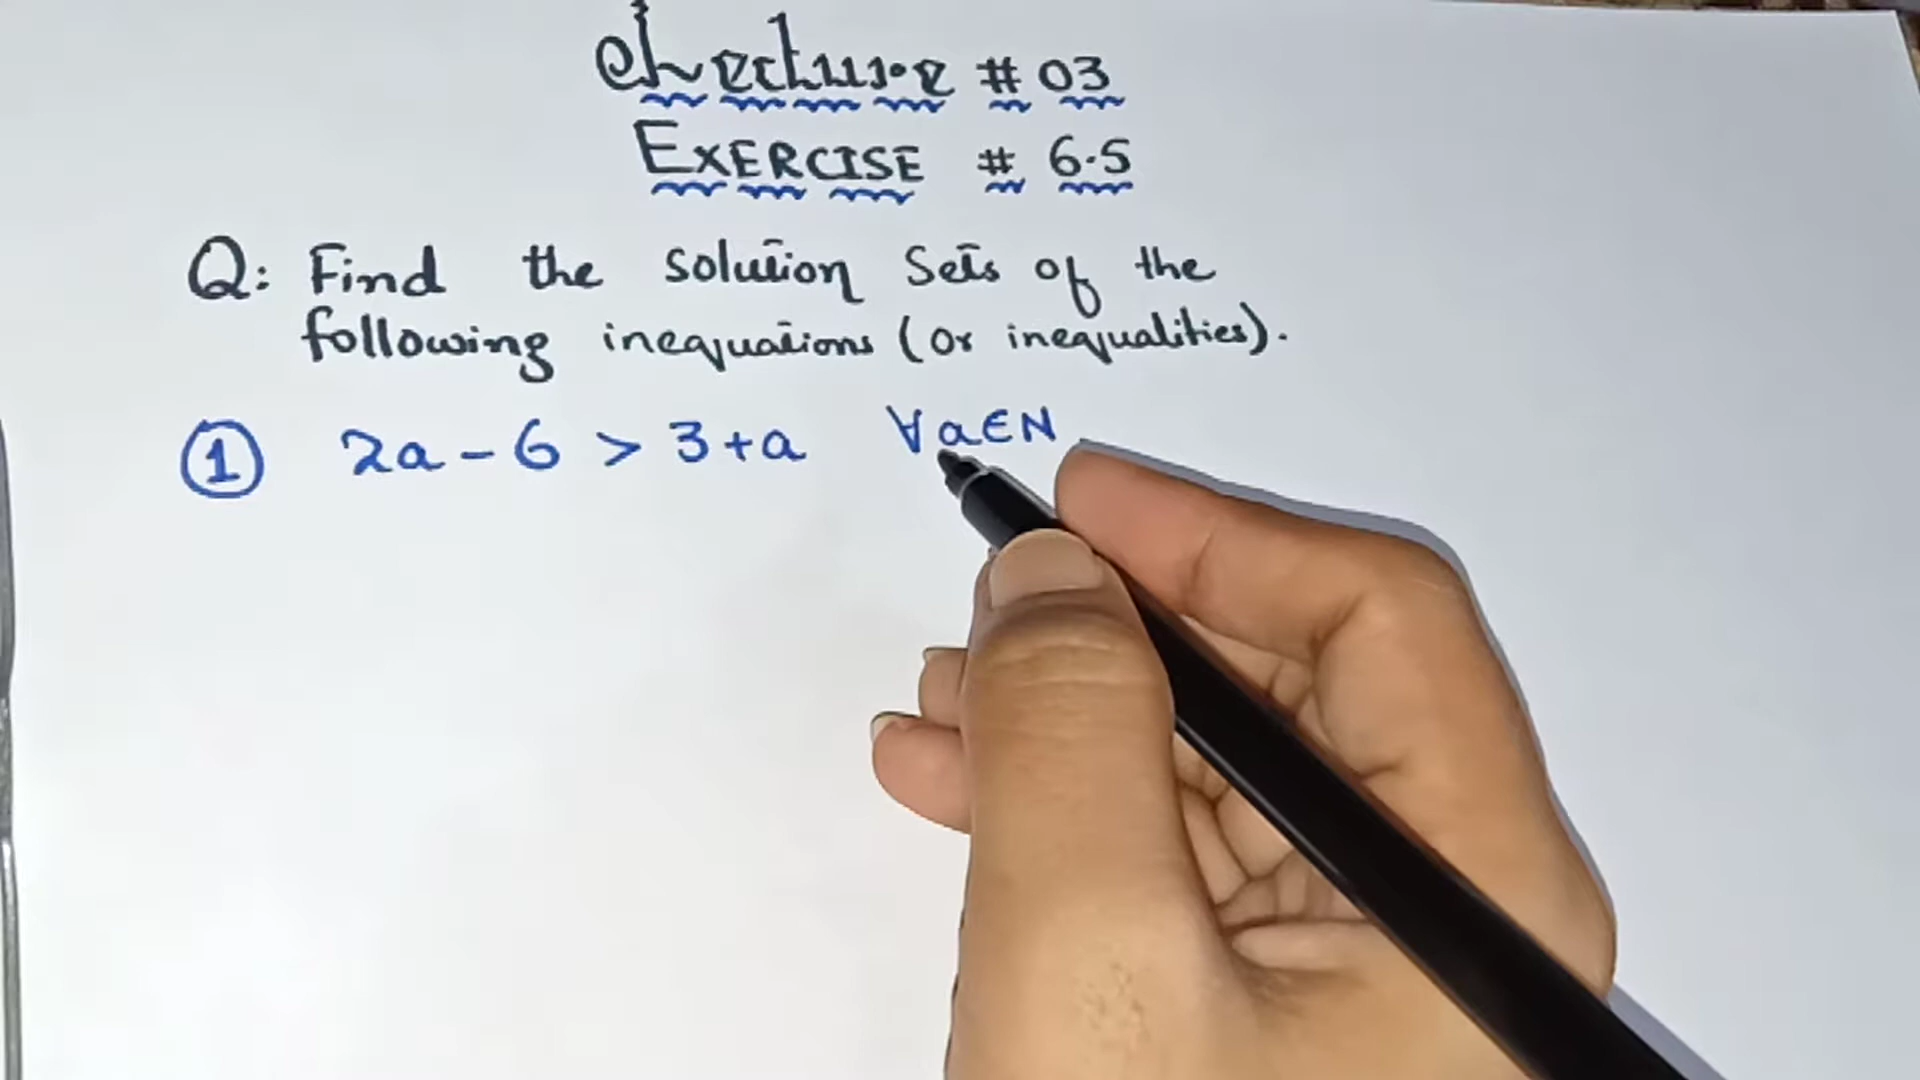 Lecture # 03
EXERCISE # 6.5
Q: Find the solution Sets of the
following inequations (Or inequalities).
① 2a - 6 > 3 + a ∀ a ∈ N